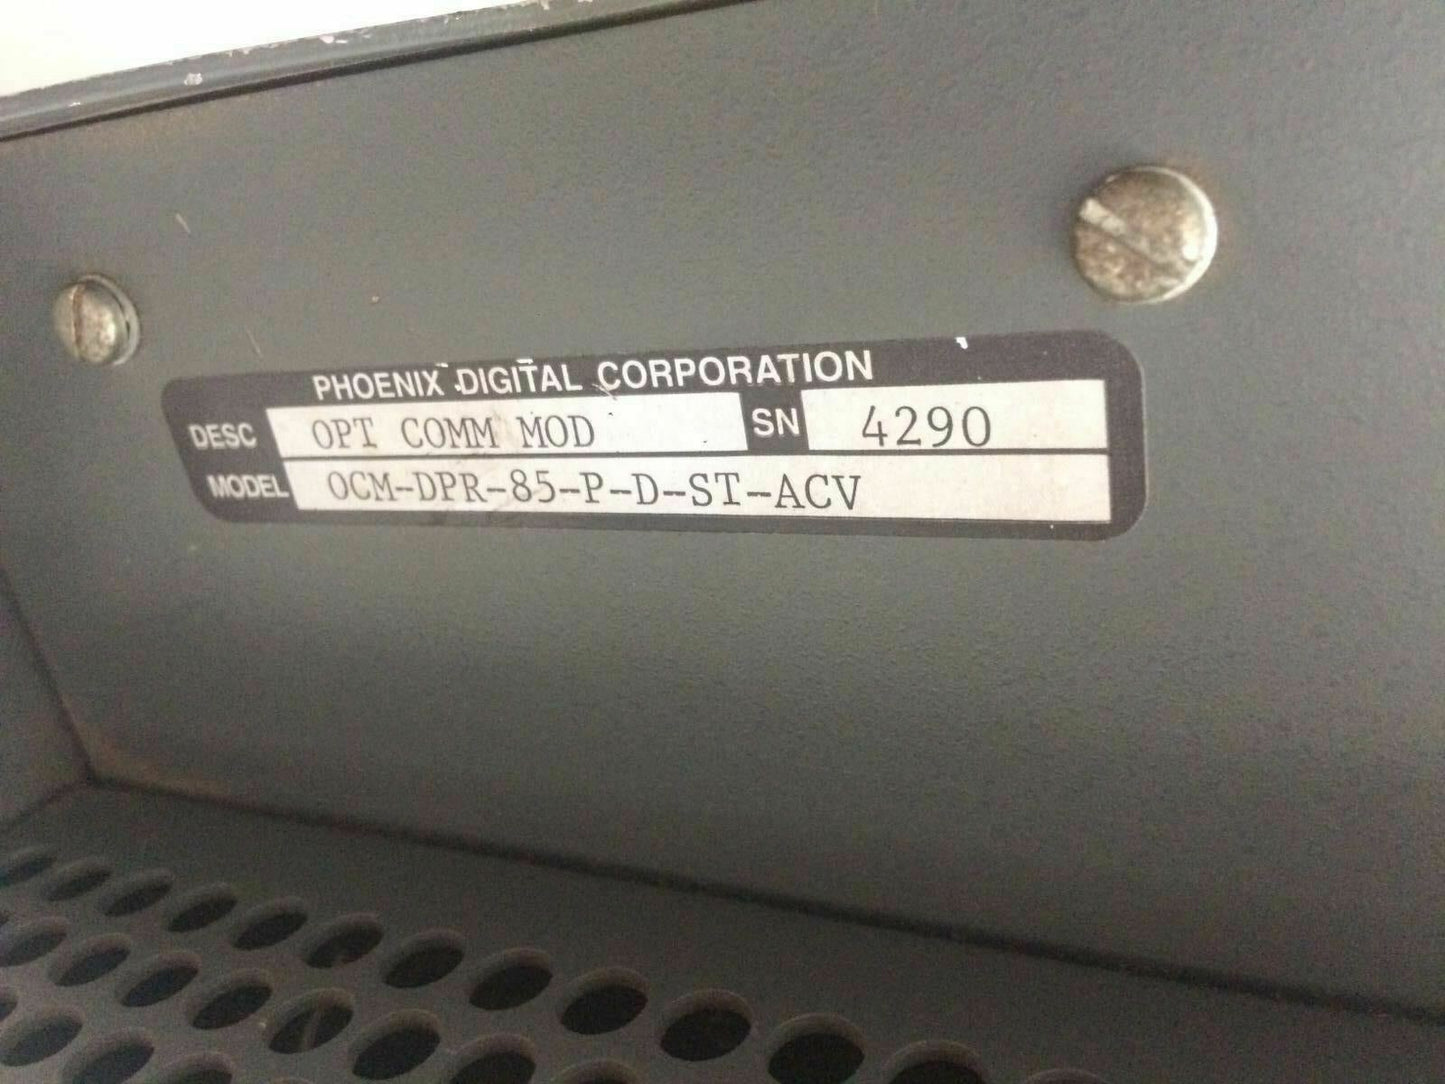 PHOENIX DIGITAL CORPORATION
DESC OPT COMM MOD SN 4290
MODEL OCM-DPR-85-P-D-ST-ACV